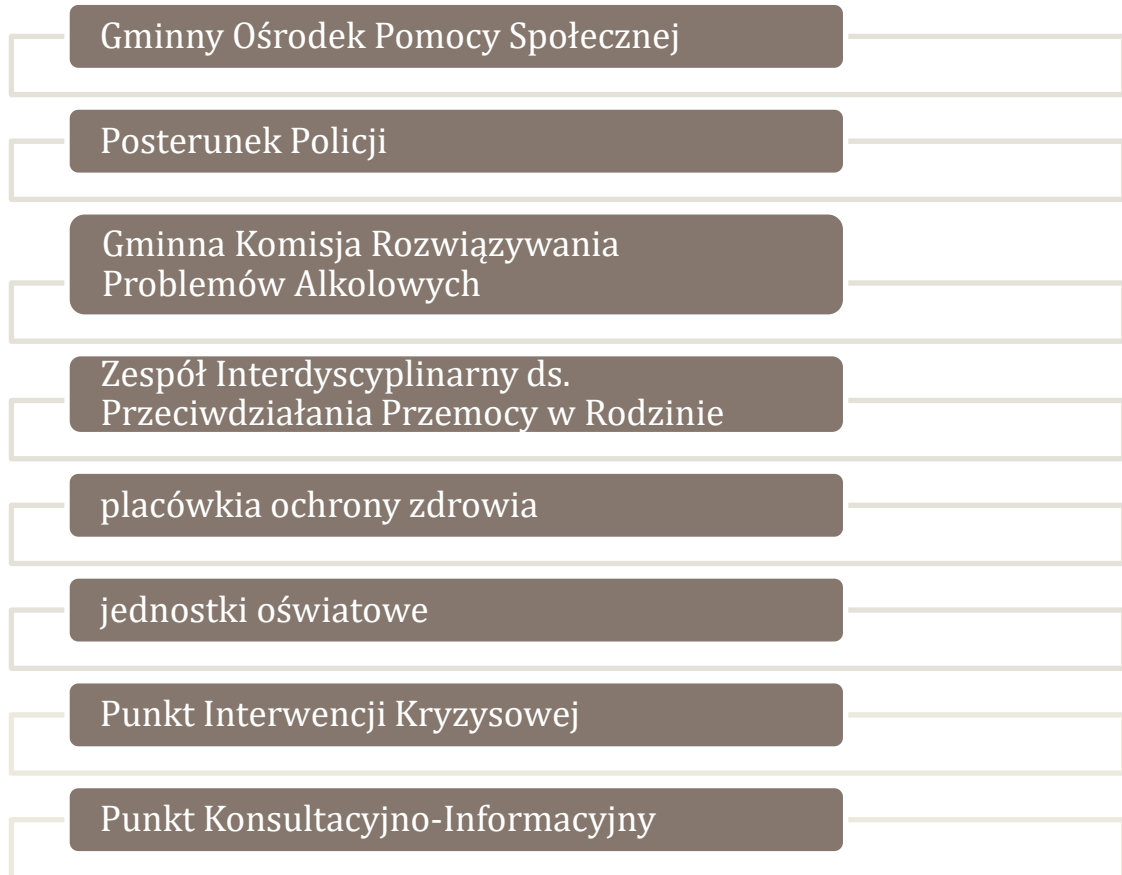 Gminny Ośrodek Pomocy Społecznej
Posterunek Policji
Gminna Komisja Rozwiązywania
Problemów Alkolowych
Zespół Interdyscyplinarny ds.
Przeciwdziałania Przemocy w Rodzinie
placówkia ochrony zdrowia
jednostki oświatowe
Punkt Interwencji Kryzysowej
Punkt Konsultacyjno-Informacyjny